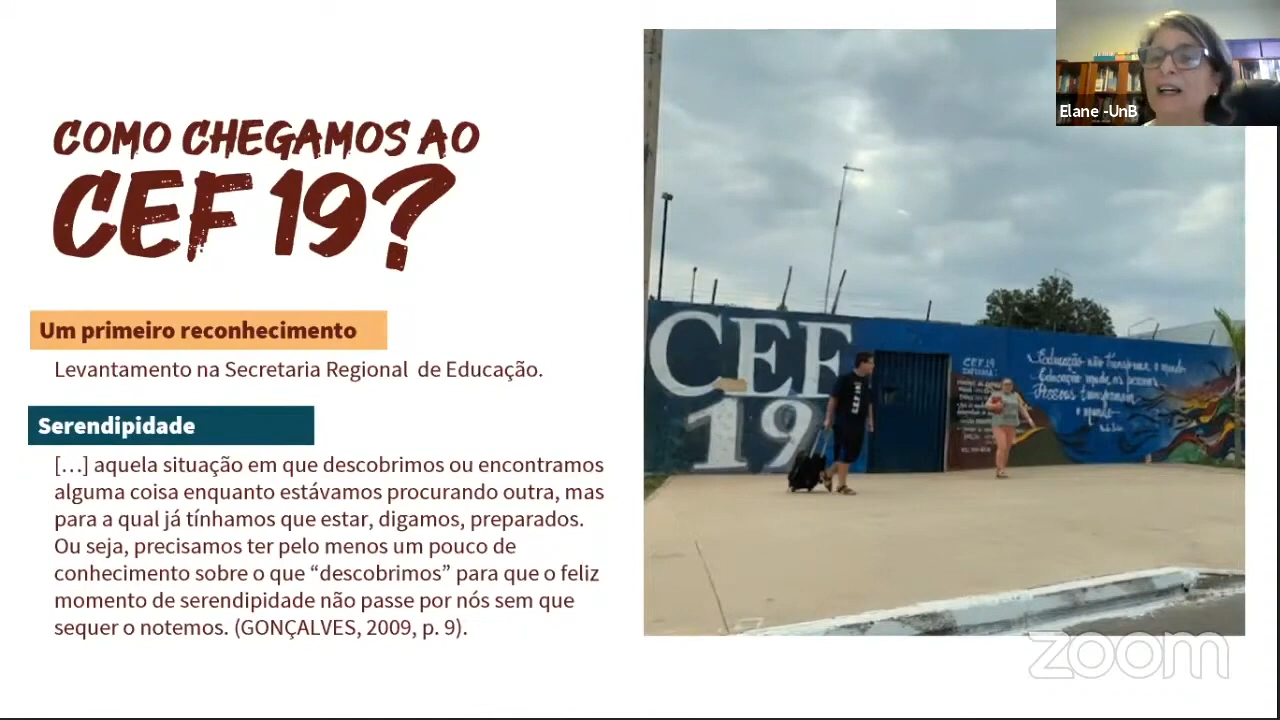 COMO CHEGAMOS AO
CEF 19?
Um primeiro reconhecimento
Levantamento na Secretaria Regional de Educação.
Serendipidade
[...] aquela situação em que descobrimos ou encontramos
alguma coisa enquanto estávamos procurando outra, mas
para a qual já tínhamos que estar, digamos, preparados.
Ou seja, precisamos ter pelo menos um pouco de
conhecimento sobre o que “descobrimos” para que o feliz
momento de serendipidade não passe por nós sem que
sequer o notemos. (GONÇALVES, 2009, p. 9).
Elane -UnB
CEF
19
CEF 19
Educação não transforma o mundo
Educação muda as pessoas
Pessoas transformam
o mundo
zoom